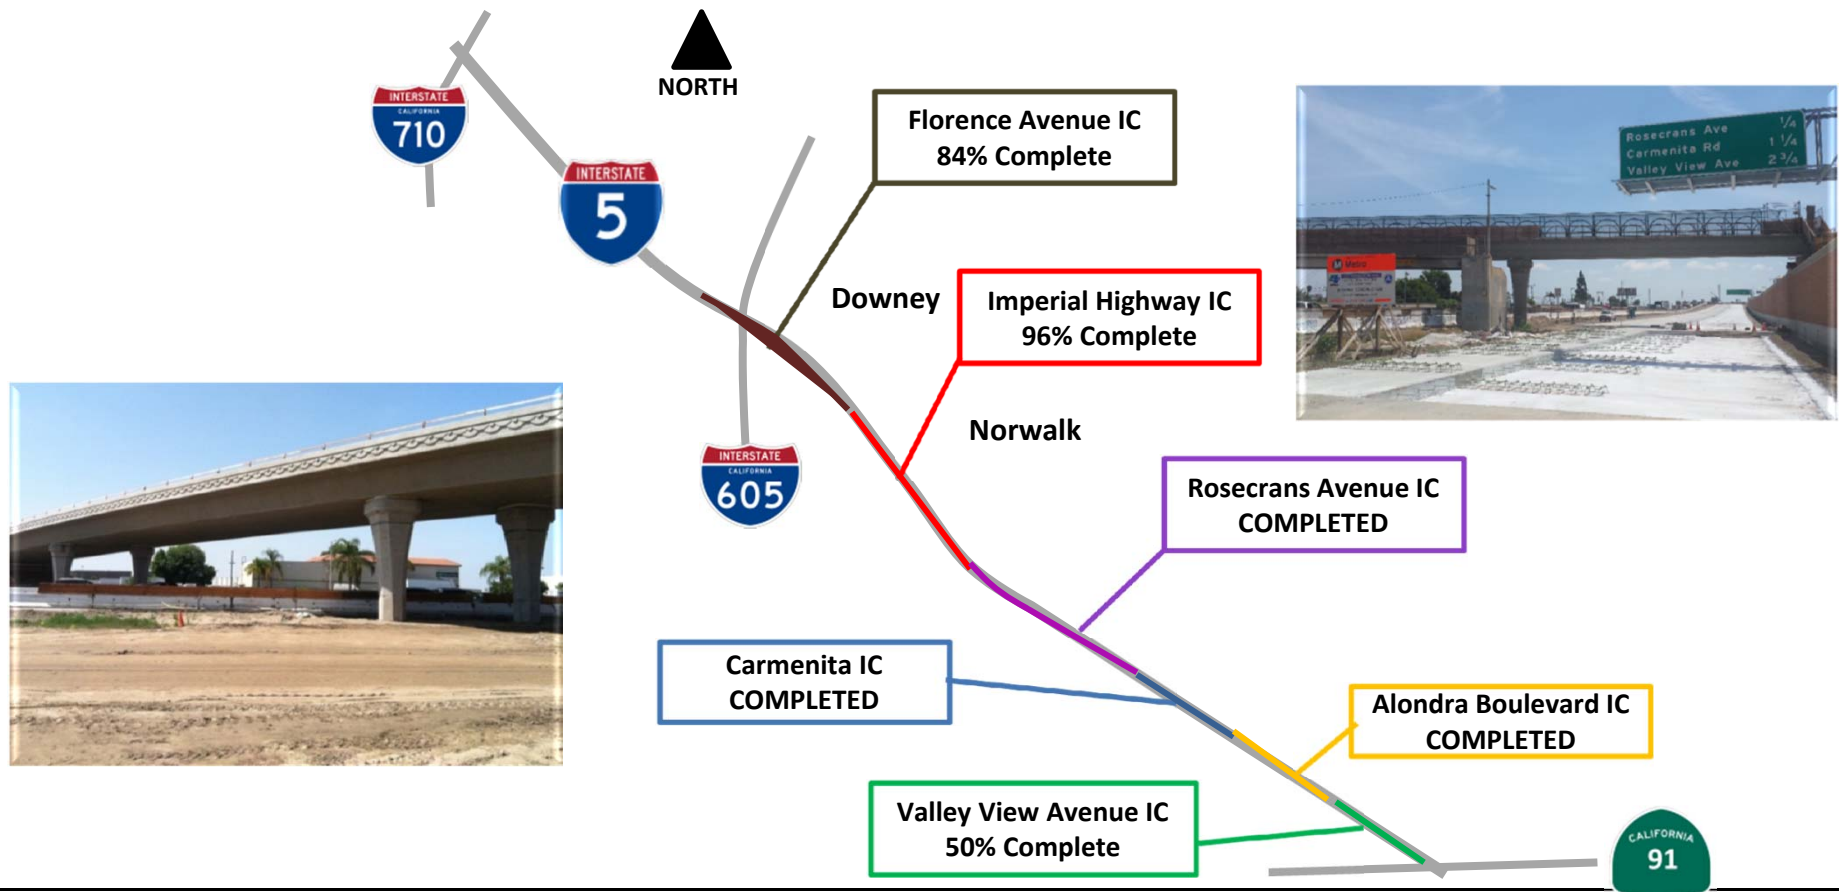 NORTH
INTERSTATE
CALIFORNIA
710
INTERSTATE
5
Florence Avenue IC
84% Complete
Rosecrans Ave 1/4
Carmenita Rd 1 1/4
Valley View Ave 2 3/4
Metro
Downey
Imperial Highway IC
96% Complete
Norwalk
INTERSTATE
CALIFORNIA
605
Rosecrans Avenue IC
COMPLETED
Carmenita IC
COMPLETED
Alondra Boulevard IC
COMPLETED
Valley View Avenue IC
50% Complete
CALIFORNIA
91